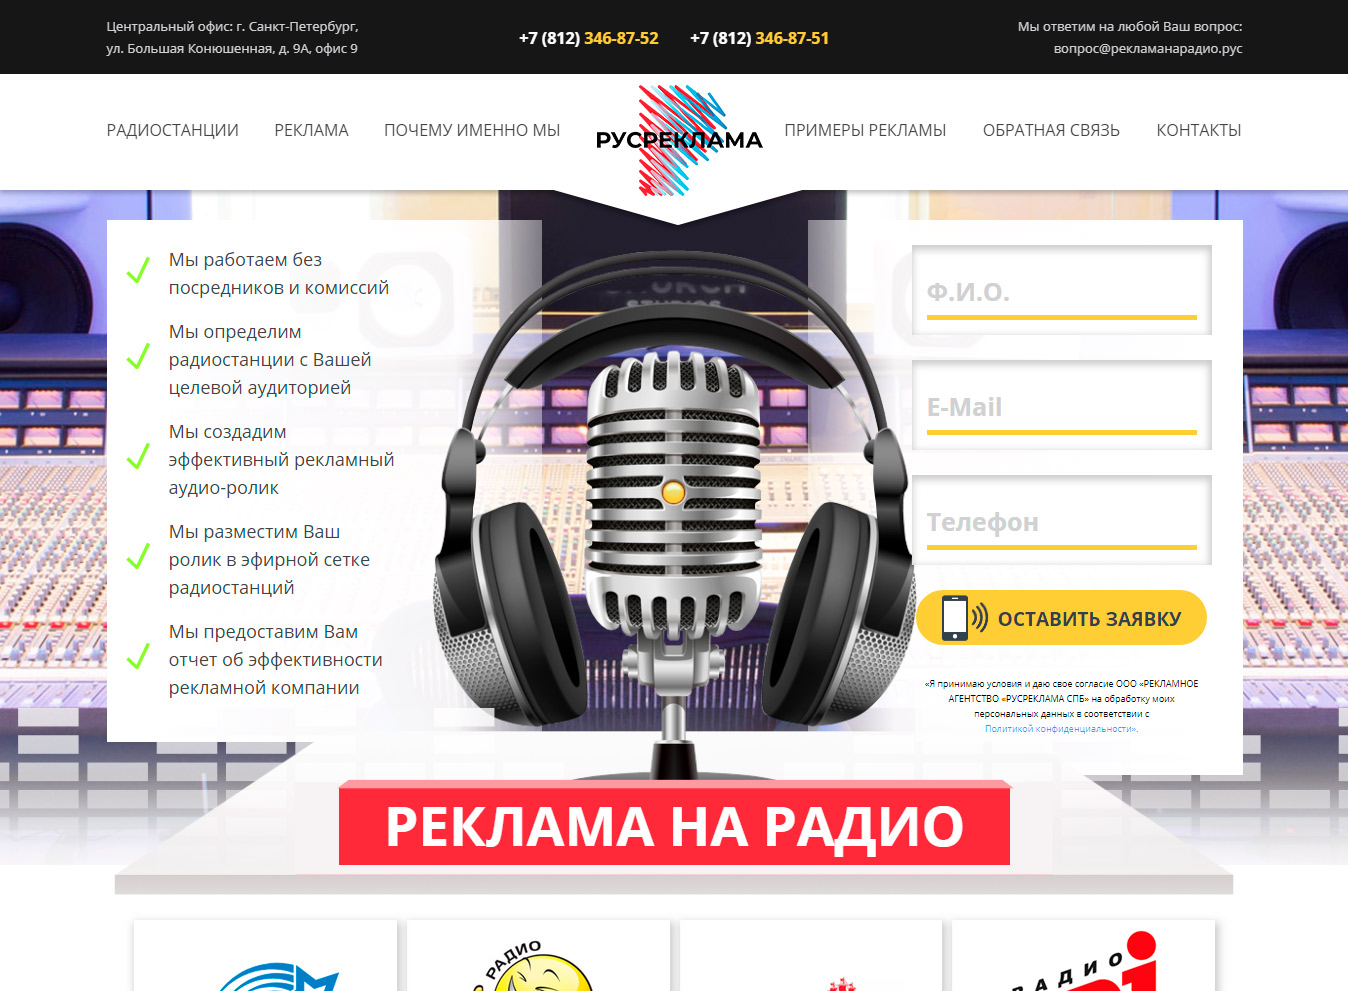 Центральный офис: г. Санкт-Петербург,
ул. Большая Конюшенная, д. 9А, офис 9
+7 (812) 346-87-52
+7 (812) 346-87-51
Мы ответим на любой Ваш вопрос:
вопрос@рекламанарадио.рус
РАДИОСТАНЦИИ
РЕКЛАМА
ПОЧЕМУ ИМЕННО МЫ
РУСРЕКЛАМА
ПРИМЕРЫ РЕКЛАМЫ
ОБРАТНАЯ СВЯЗЬ
КОНТАКТЫ
Мы работаем без
посредников и комиссий
Мы определим
радиостанции с Вашей
целевой аудиторией
Мы создадим
эффективный рекламный
аудио-ролик
Мы разместим Ваш
ролик в эфирной сетке
радиостанций
Мы предоставим Вам
отчет об эффективности
рекламной компании
Ф.И.О.
E-Mail
Телефон
ОСТАВИТЬ ЗАЯВКУ
«Я принимаю условия и даю свое согласие ООО «РЕКЛАМНОЕ
АГЕНТСТВО «РУСРЕКЛАМА СПБ» на обработку моих
персональных данных в соответствии с
Политикой конфиденциальности».
РЕКЛАМА НА РАДИО
РАДИО
РАДИО